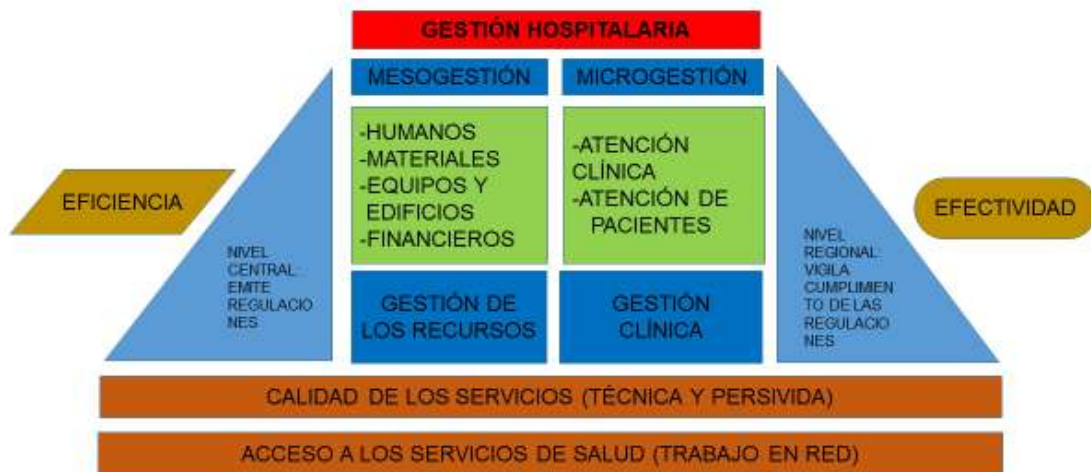 GESTIÓN HOSPITALARIA
MESOGESTIÓN
MICROGESTIÓN
-HUMANOS
-MATERIALES
-EQUIPOS Y
EDIFICIOS
-FINANCIEROS
-ATENCIÓN
CLÍNICA
-ATENCIÓN DE
PACIENTES
EFICIENCIA
EFECTIVIDAD
NIVEL
CENTRAL:
EMITE
REGULACIO
NES
NIVEL
REGIONAL:
VIGILA
CUMPLIMIEN
TO DE LAS
REGULACIO
NES
GESTIÓN DE
LOS RECURSOS
GESTIÓN
CLÍNICA
CALIDAD DE LOS SERVICIOS (TÉCNICA Y PERSIVIDA)
ACCESO A LOS SERVICIOS DE SALUD (TRABAJO EN RED)